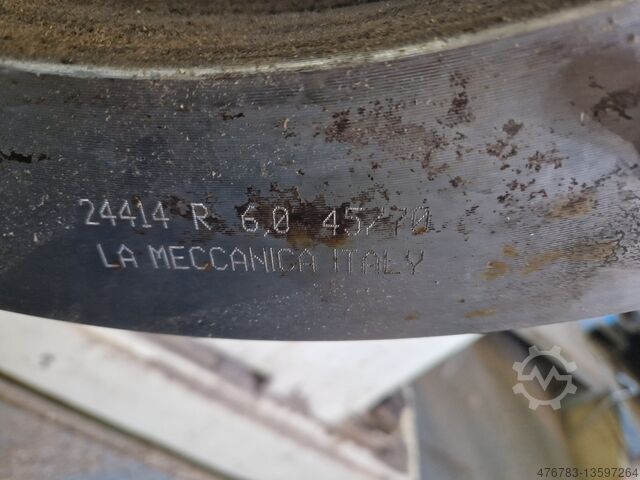 24414 R 6,0 45/70
LA MECCANICA ITALY
476783-13597264